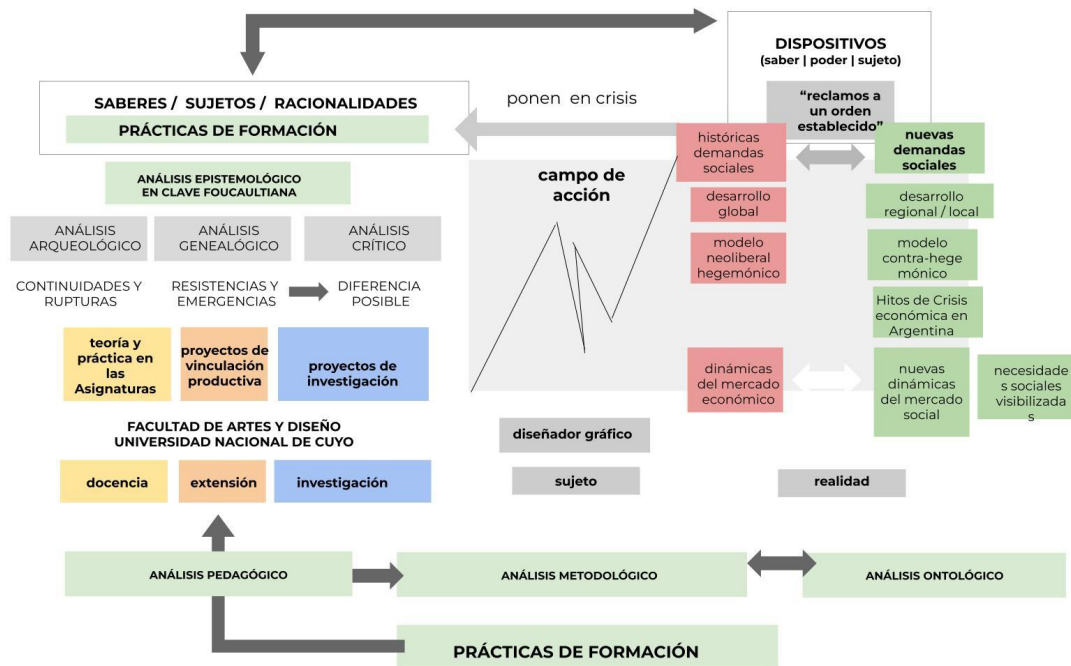 DISPOSITIVOS
(saber | poder | sujeto)
“reclamos a
un orden
establecido”
SABERES / SUJETOS / RACIONALIDADES
PRÁCTICAS DE FORMACIÓN
ponen en crisis
históricas
demandas
sociales
nuevas
demandas
sociales
ANÁLISIS EPISTEMOLÓGICO
EN CLAVE FOUCAULTIANA
campo de
acción
desarrollo
global
desarrollo
regional / local
ANÁLISIS
ARQUEOLÓGICO
ANÁLISIS
GENEALÓGICO
ANÁLISIS
CRÍTICO
modelo
neoliberal
hegemónico
modelo
contra-hege
mónico
CONTINUIDADES Y
RUPTURAS
RESISTENCIAS Y
EMERGENCIAS
DIFERENCIA
POSIBLE
Hitos de Crisis
económica en
Argentina
teoría y
práctica en
las
Asignaturas
proyectos de
vinculación
productiva
proyectos de
investigación
dinámicas
del mercado
económico
nuevas
dinámicas
del mercado
social
necesidade
s sociales
visibilizada
s
FACULTAD DE ARTES Y DISEÑO
UNIVERSIDAD NACIONAL DE CUYO
diseñador gráfico
docencia
extensión
investigación
sujeto
realidad
ANÁLISIS PEDAGÓGICO
ANÁLISIS METODOLÓGICO
ANÁLISIS ONTOLÓGICO
PRÁCTICAS DE FORMACIÓN